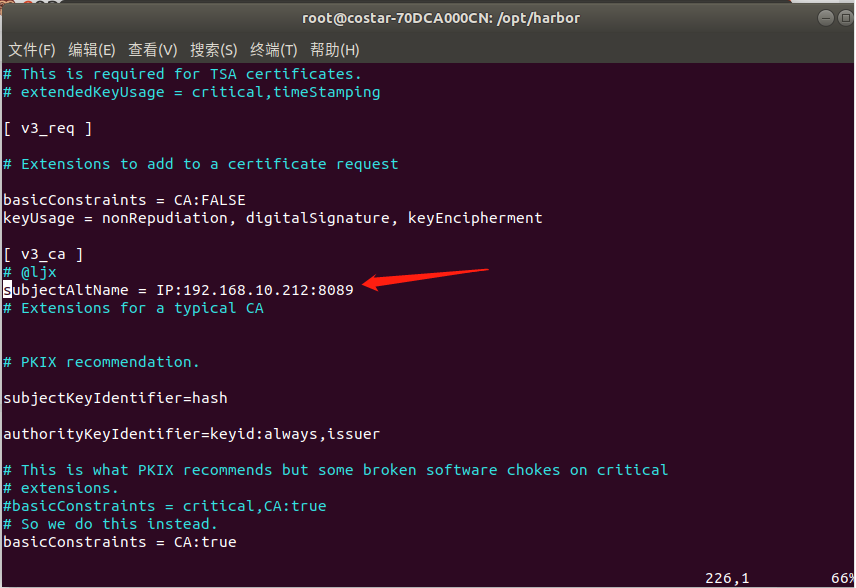 root@costar-70DCA000CN: /opt/harbor
文件(F) 编辑(E) 查看(V) 搜索(S) 终端(T) 帮助(H)
# This is required for TSA certificates.
# extendedKeyUsage = critical,timeStamping
[ v3_req ]
# Extensions to add to a certificate request
basicConstraints = CA:FALSE
keyUsage = nonRepudiation, digitalSignature, keyEncipherment
[ v3_ca ]
# @ljx
subjectAltName = IP:192.168.10.212:8089
# Extensions for a typical CA
# PKIX recommendation.
subjectKeyIdentifier=hash
authorityKeyIdentifier=keyid:always,issuer
# This is what PKIX recommends but some broken software chokes on critical
# extensions.
#basicConstraints = critical,CA:true
# So we do this instead.
basicConstraints = CA:true
226,1 66%